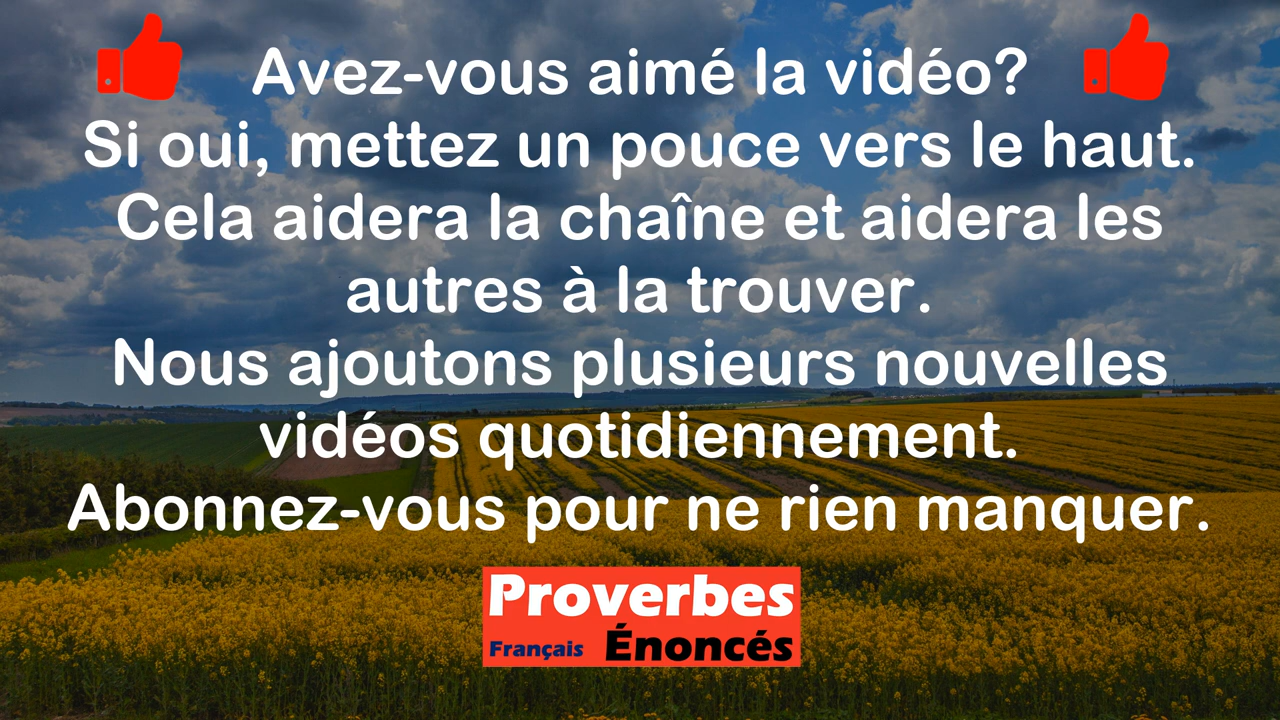 Avez-vous aimé la vidéo?
Si oui, mettez un pouce vers le haut.
Cela aidera la chaîne et aidera les
autres à la trouver.
Nous ajoutons plusieurs nouvelles
vidéos quotidiennement.
Abonnez-vous pour ne rien manquer.
Proverbes
Français Énoncés